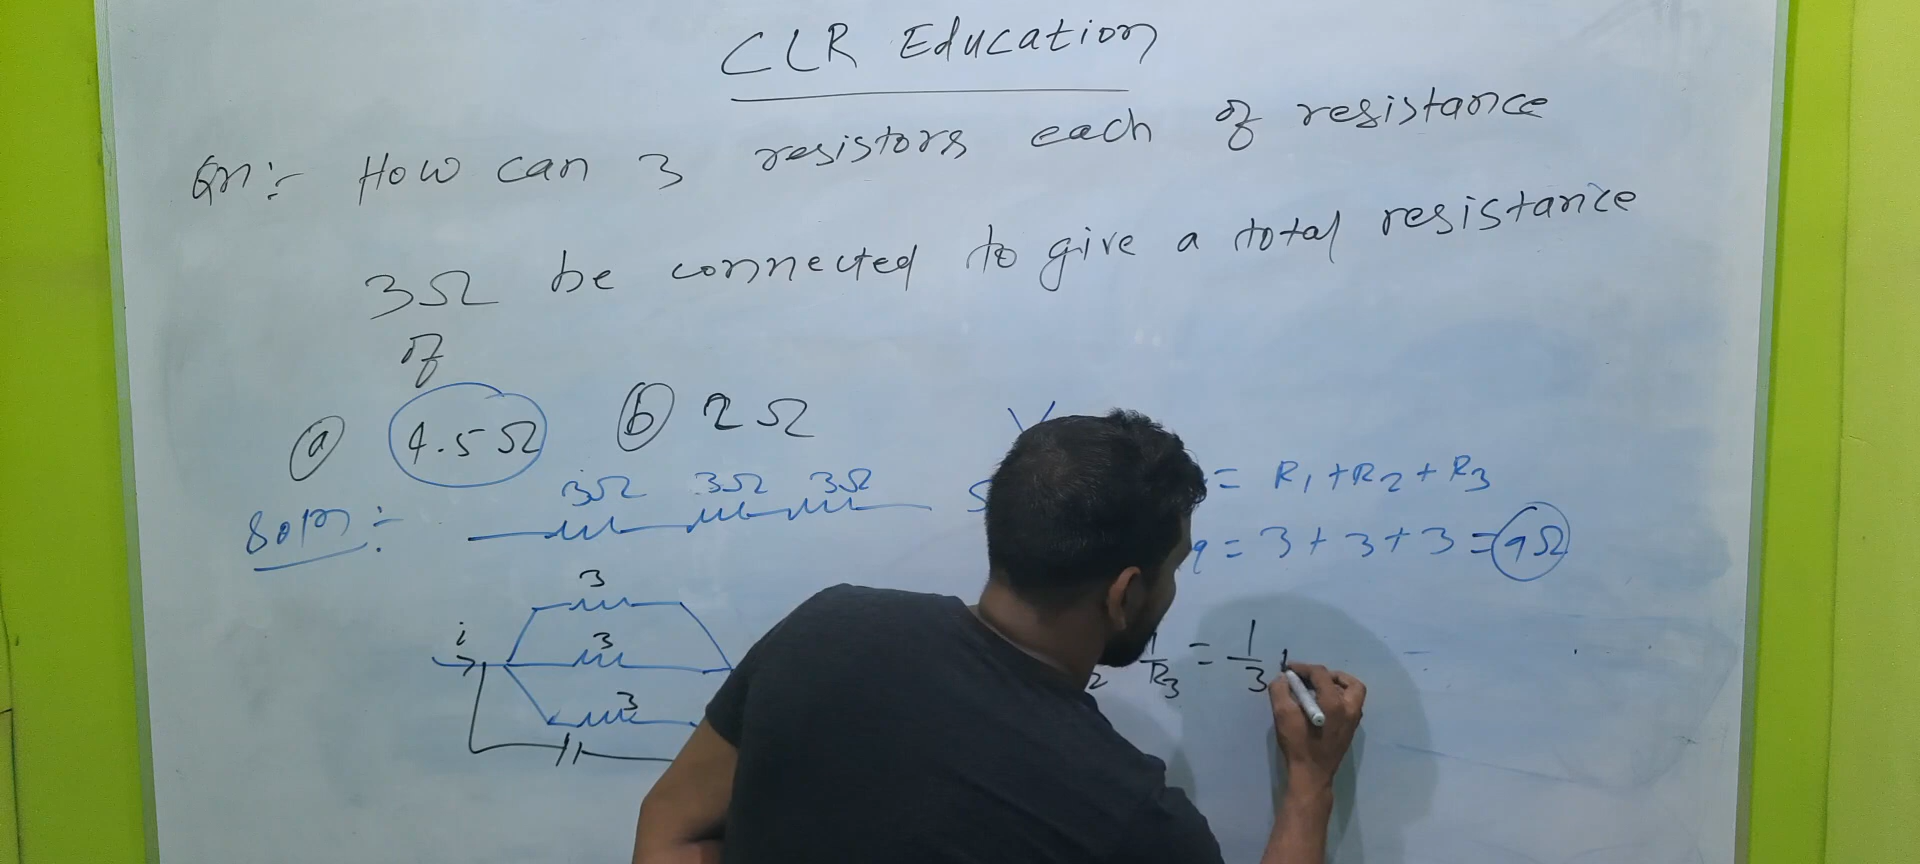 CLR Education
Qn:- How can 3 resistors each of resistance
3Ω be connected to give a total resistance
of
(a) 4.5Ω (b) 2Ω
Soln:- 3Ω 3Ω 3Ω = R1+R2+R3
= 3+3+3 = 9Ω
3
i 3
3
1/R3 = 1/3